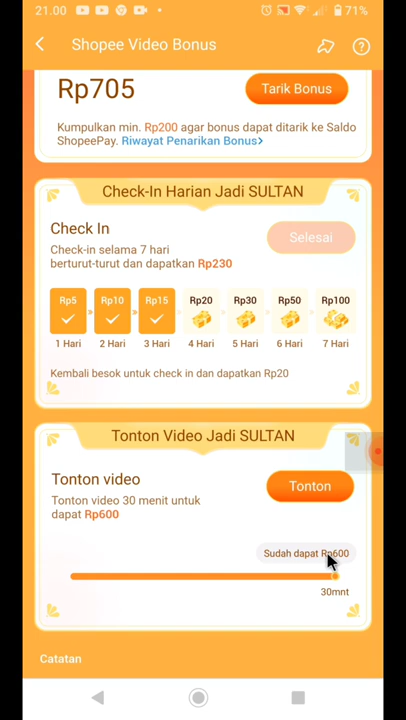 21.00
71%
Shopee Video Bonus
Rp705
Tarik Bonus
Kumpulkan min. Rp200 agar bonus dapat ditarik ke Saldo
ShopeePay. Riwayat Penarikan Bonus>
Check-In Harian Jadi SULTAN
Check In
Selesai
Check-in selama 7 hari
berturut-turut dan dapatkan Rp230
Rp5 Rp10 Rp15 Rp20 Rp30 Rp50 Rp100
1 Hari 2 Hari 3 Hari 4 Hari 5 Hari 6 Hari 7 Hari
Kembali besok untuk check in dan dapatkan Rp20
Tonton Video Jadi SULTAN
Tonton video
Tonton
Tonton video 30 menit untuk
dapat Rp600
Sudah dapat Rp600
30mnt
Catatan